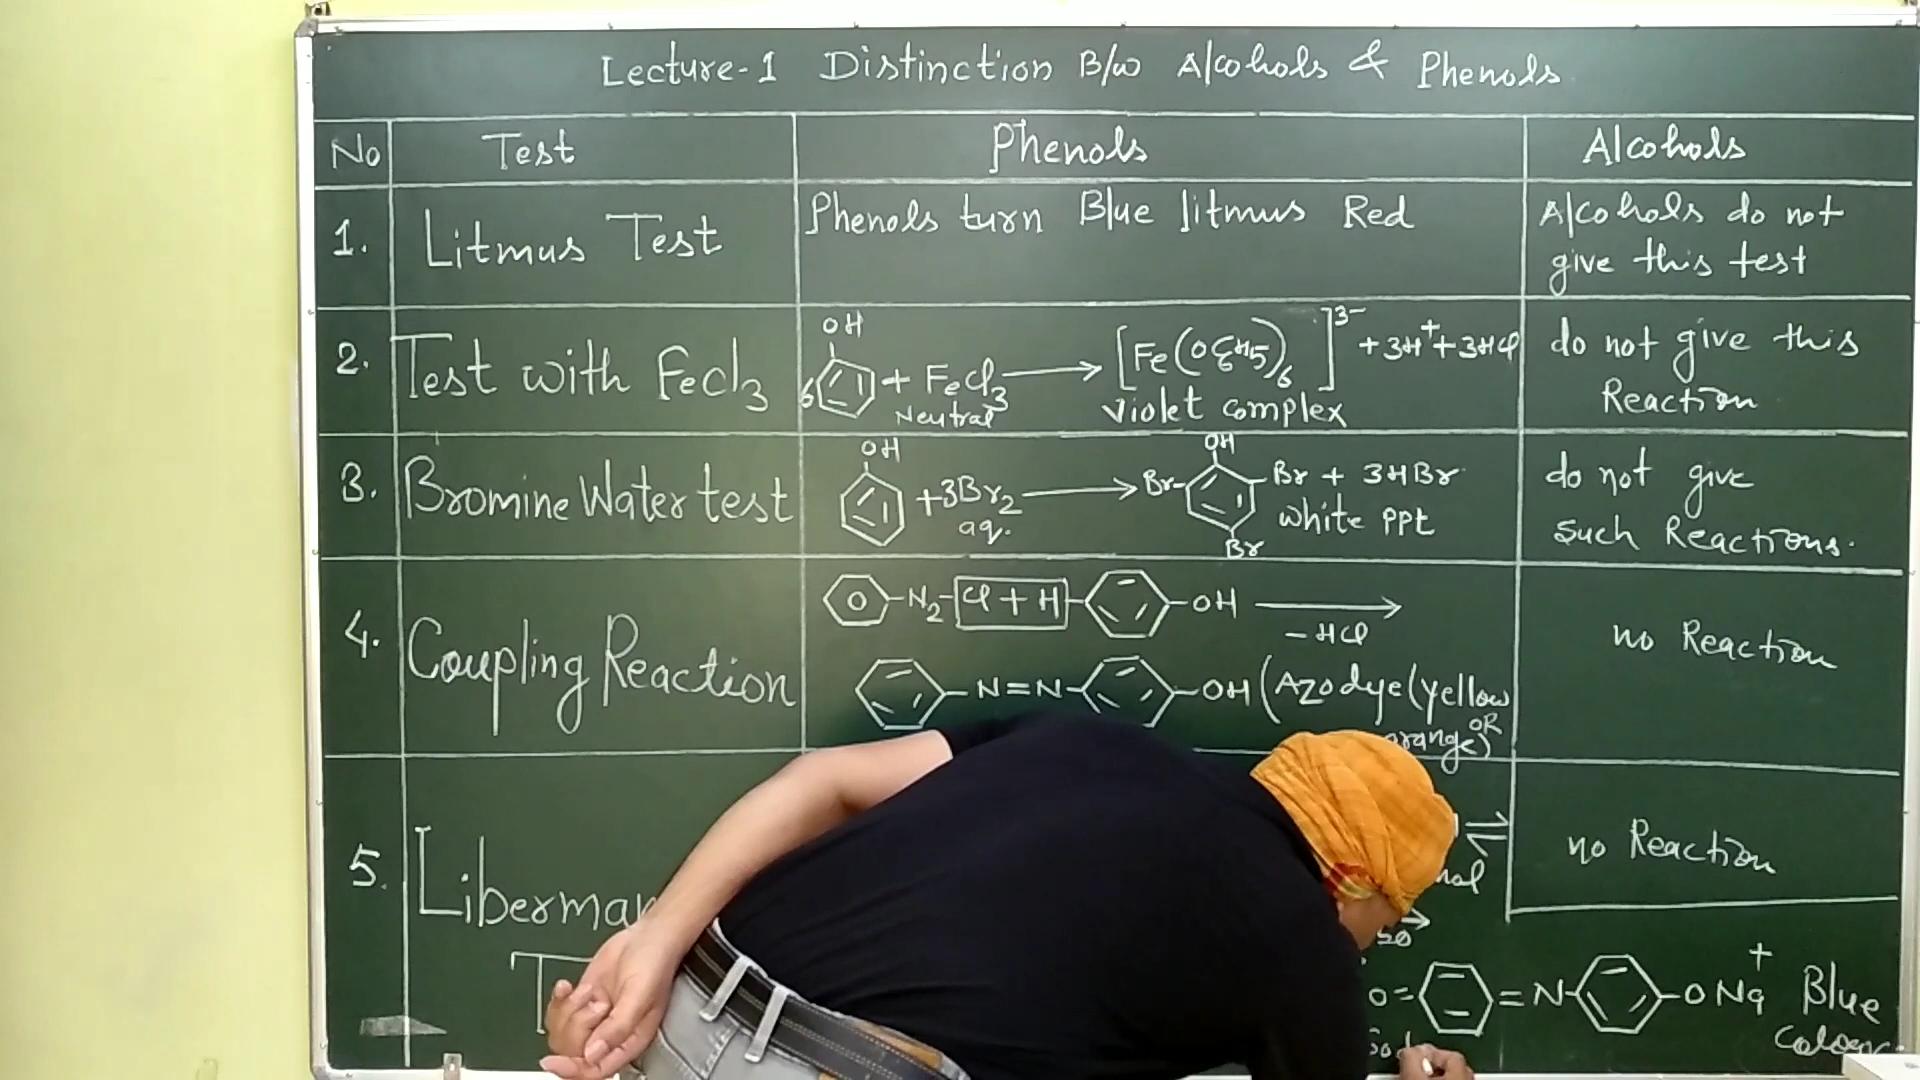 Lecture-1 Distinction B/w Alcohols & Phenols
No Test Phenols Alcohols
1. Litmus Test Phenols turn Blue litmus Red
Alcohols do not
give this test
2. Test with FeCl3
OH
6 + FeCl3 → [Fe(OC6H5)6]3- + 3H+ + 3HCl
Neutral violet complex
do not give this
Reaction
3. Bromine Water test
OH
+3Br2 → OH Br- Br + 3HBr
aq. white ppt
Br
do not give
such Reactions.
4. Coupling Reaction
-N2-Cl + H- -OH →
-HCl
-N=N- -OH (Azodye (yellow
OR
orange)
no Reaction
5.
no Reaction
O= =N- -ONa + Blue